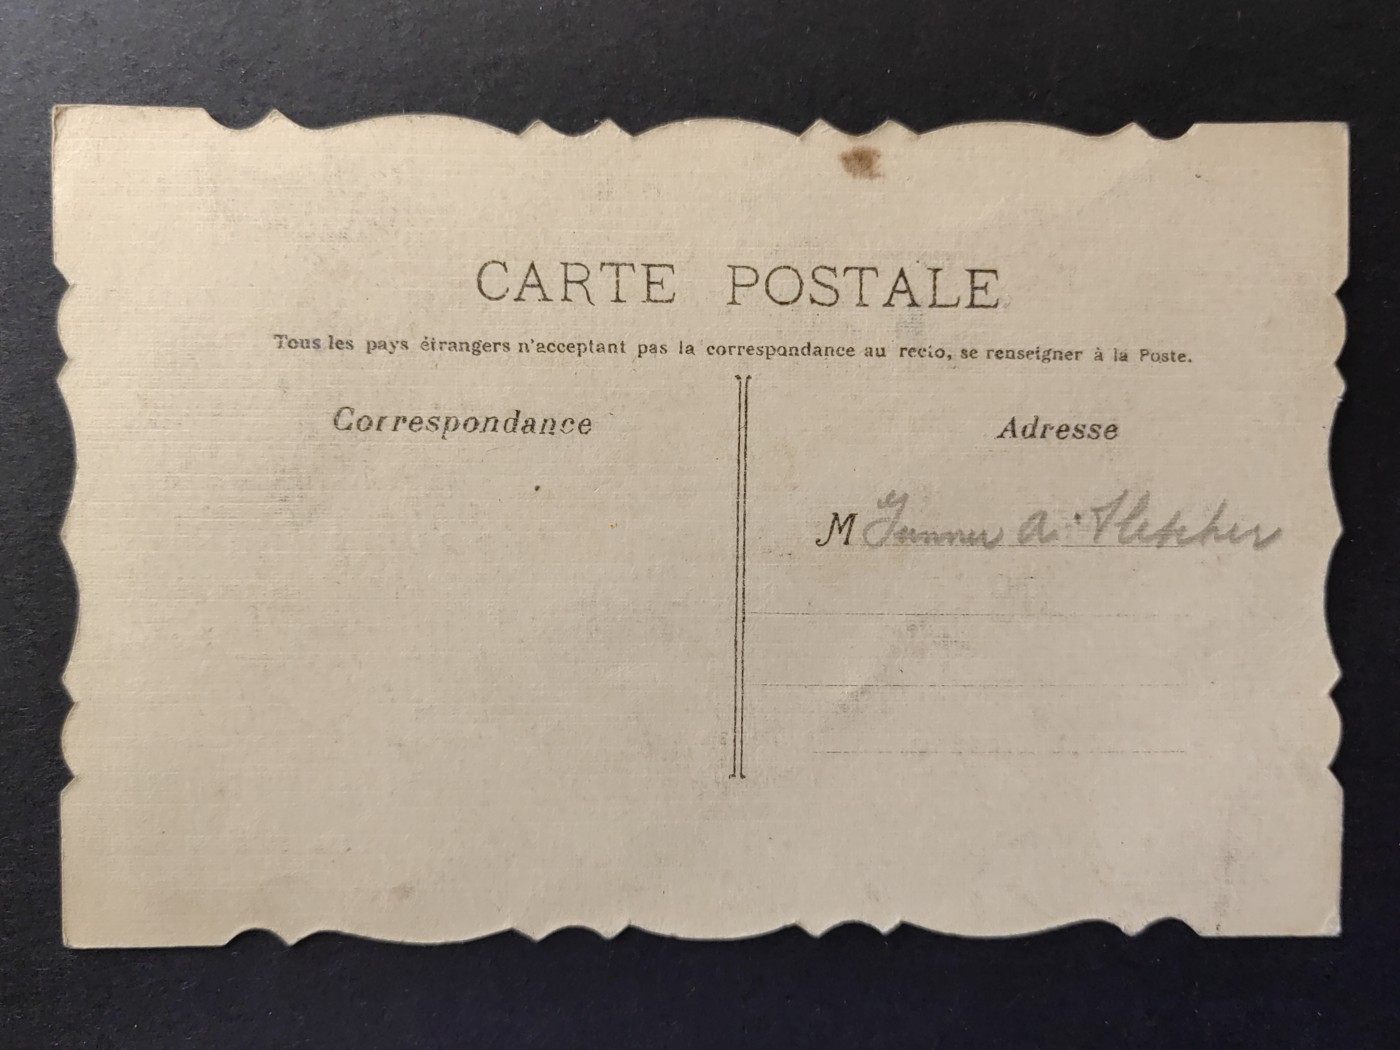 CARTE POSTALE
Tous les pays étrangers n'acceptant pas la correspondance au recto, se renseigner à la Poste.
Correspondance
Adresse
M Gunner A. Fletcher